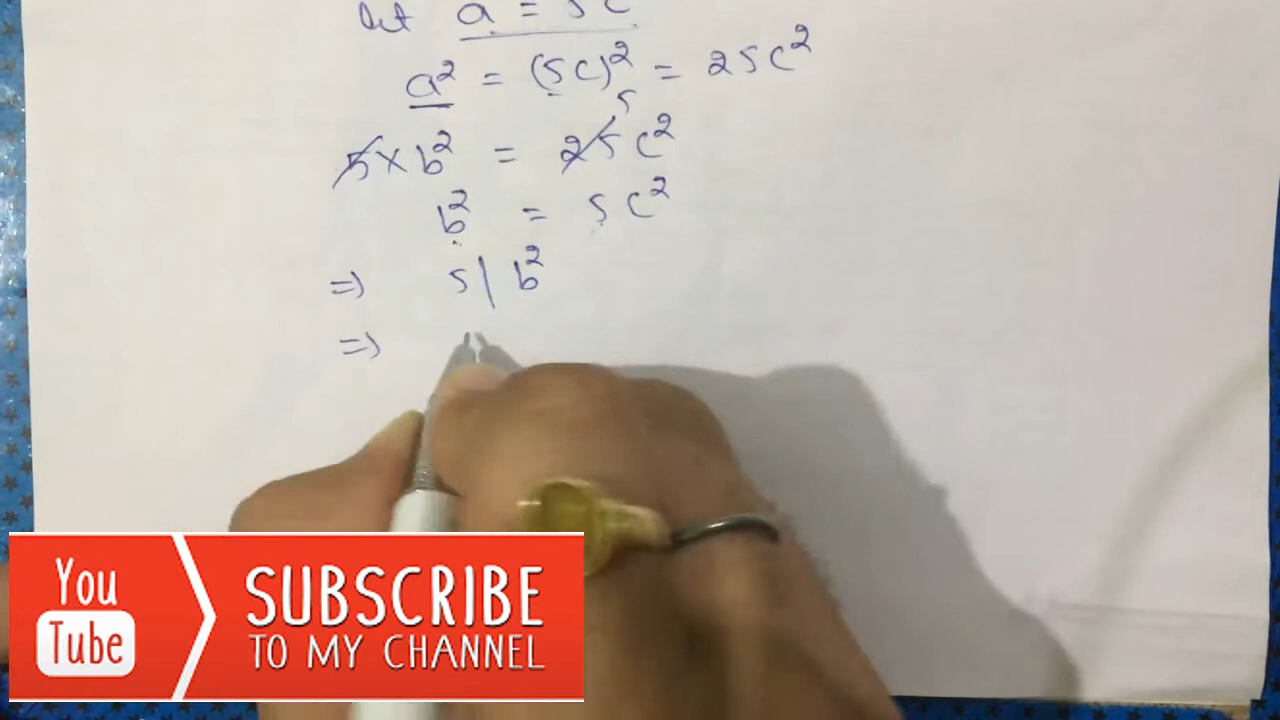 let a = 5c
a² = (5c)² = 25c²
5
5 × b² = 25c²
b² = 5c²
=> 5 | b²
=>
You Tube
SUBSCRIBE
TO MY CHANNEL